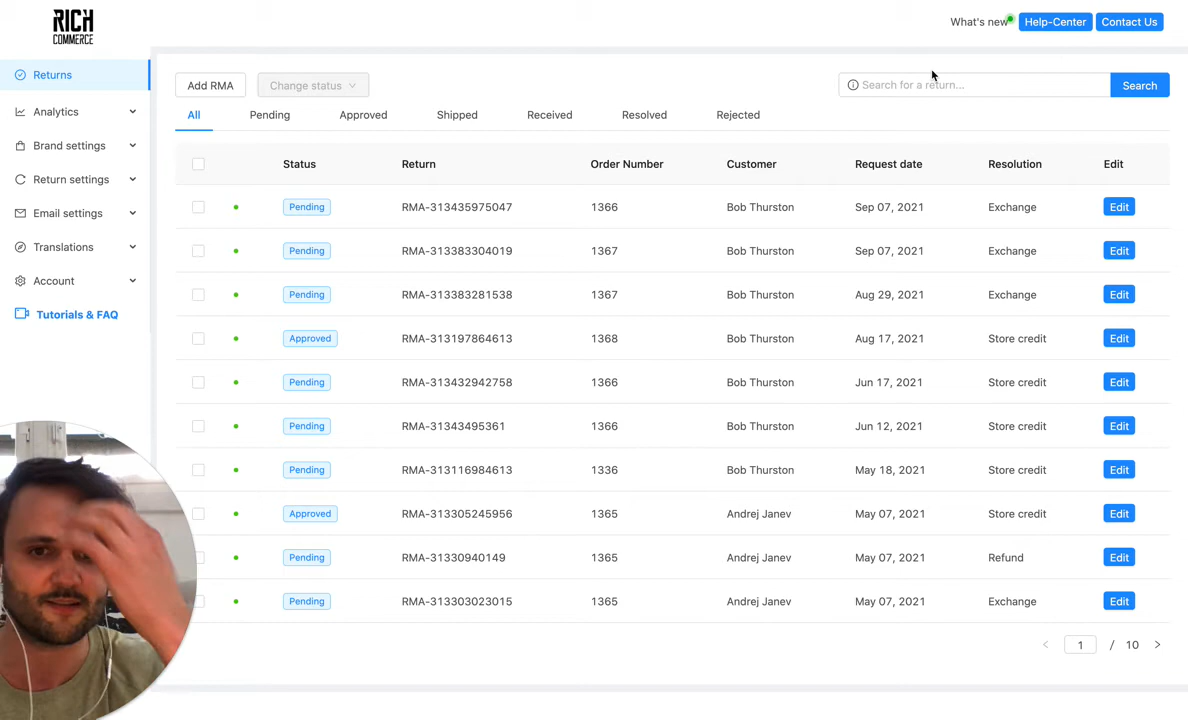 RICH
COMMERCE
What's new
Help-Center
Contact Us
Returns
Analytics
Brand settings
Return settings
Email settings
Translations
Account
Tutorials & FAQ
Add RMA
Change status
Search for a return...
Search
All Pending Approved Shipped Received Resolved Rejected
Status Return Order Number Customer Request date Resolution Edit
Pending RMA-313435975047 1366 Bob Thurston Sep 07, 2021 Exchange Edit
Pending RMA-313383304019 1367 Bob Thurston Sep 07, 2021 Exchange Edit
Pending RMA-313383281538 1367 Bob Thurston Aug 29, 2021 Exchange Edit
Approved RMA-313197864613 1368 Bob Thurston Aug 17, 2021 Store credit Edit
Pending RMA-313432942758 1366 Bob Thurston Jun 17, 2021 Store credit Edit
Pending RMA-31343495361 1366 Bob Thurston Jun 12, 2021 Store credit Edit
Pending RMA-313116984613 1336 Bob Thurston May 18, 2021 Store credit Edit
Approved RMA-313305245956 1365 Andrej Janev May 07, 2021 Store credit Edit
Pending RMA-31330940149 1365 Andrej Janev May 07, 2021 Refund Edit
Pending RMA-313303023015 1365 Andrej Janev May 07, 2021 Exchange Edit
1 / 10